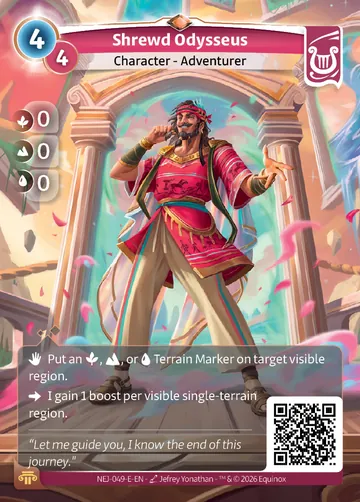 4
4
Shrewd Odysseus
Character - Adventurer
0
0
0
Put an , , or Terrain Marker on target visible
region.
I gain 1 boost per visible single-terrain
region.
“Let me guide you, I know the end of this
journey.”
NEJ-049-E-EN - Jefrey Yonathan - ™ & © 2026 Equinox